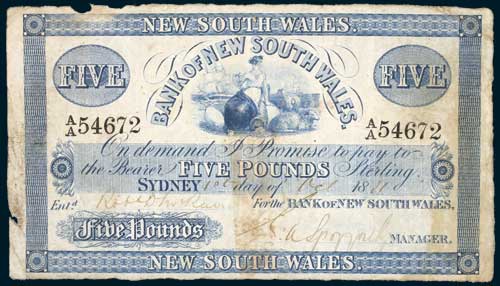 NEW SOUTH WALES.
BANK OF NEW SOUTH WALES.
FIVE FIVE
A/A 54672 A/A 54672
On demand I Promise to pay to
the Bearer FIVE POUNDS Sterling.
SYDNEY day of 18
Entd. For the BANK OF NEW SOUTH WALES,
Five Pounds MANAGER.
NEW SOUTH WALES.